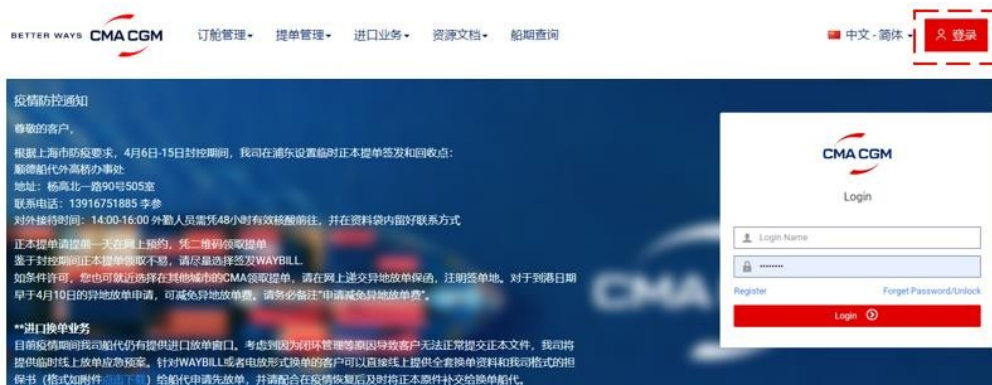 BETTER WAYS CMA CGM 订舱管理 提单管理 进口业务 资源文档 船期查询 中文 - 简体 登录
疫情防控通知
尊敬的客户，
根据上海市防疫要求，4月6日-15日封控期间，我司在浦东设置临时正本提单签发和回收点：
顺德船代外高桥办事处
地址：杨高北一路90号505室
联系电话：13916751885 李参
对外接待时间：14:00-16:00 外勤人员需凭48小时有效核酸前往，并在资料袋内留好联系方式
正本提单请提前一天在网上预约，凭二维码领取提单
鉴于封控期间正本提单领取不易，请尽量选择签发WAYBILL.
如条件许可，您也可就近选择在其他城市的CMA领取提单，请在网上递交异地放单保函，注明签单地。对于到港日期
早于4月10日的异地放单申请，可减免异地放单费，请务必备注"申请减免异地放单费"。
**进口换单业务
目前疫情期间我司船代仍有提供进口放单窗口。考虑到因为闭环管理等原因导致客户无法正常提交正本文件，我司将
提供临时线上放单应急预案。针对WAYBILL或者电放形式换单的客户可以直接线上提供全套换单资料和我司格式的担
保书（格式如附件点击下载）给船代申请先放单，并请配合在疫情恢复后及时将正本原件补交给换单船代。
CMA
CMA CGM
Login
Login Name
Register Forget Password/Unlock
Login